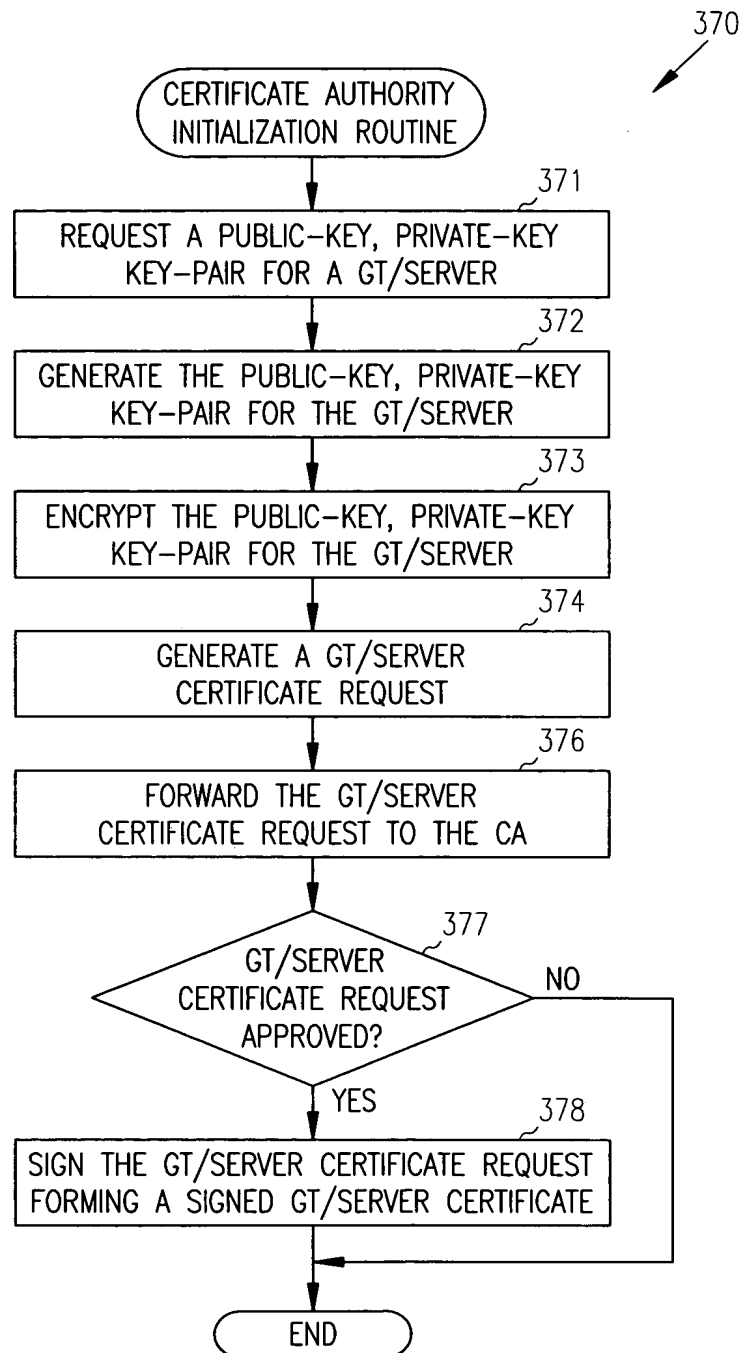 370
CERTIFICATE AUTHORITY
INITIALIZATION ROUTINE
371
REQUEST A PUBLIC-KEY, PRIVATE-KEY
KEY-PAIR FOR A GT/SERVER
372
GENERATE THE PUBLIC-KEY, PRIVATE-KEY
KEY-PAIR FOR THE GT/SERVER
373
ENCRYPT THE PUBLIC-KEY, PRIVATE-KEY
KEY-PAIR FOR THE GT/SERVER
374
GENERATE A GT/SERVER
CERTIFICATE REQUEST
376
FORWARD THE GT/SERVER
CERTIFICATE REQUEST TO THE CA
377
GT/SERVER
CERTIFICATE REQUEST
APPROVED?
NO
YES
378
SIGN THE GT/SERVER CERTIFICATE REQUEST
FORMING A SIGNED GT/SERVER CERTIFICATE
END